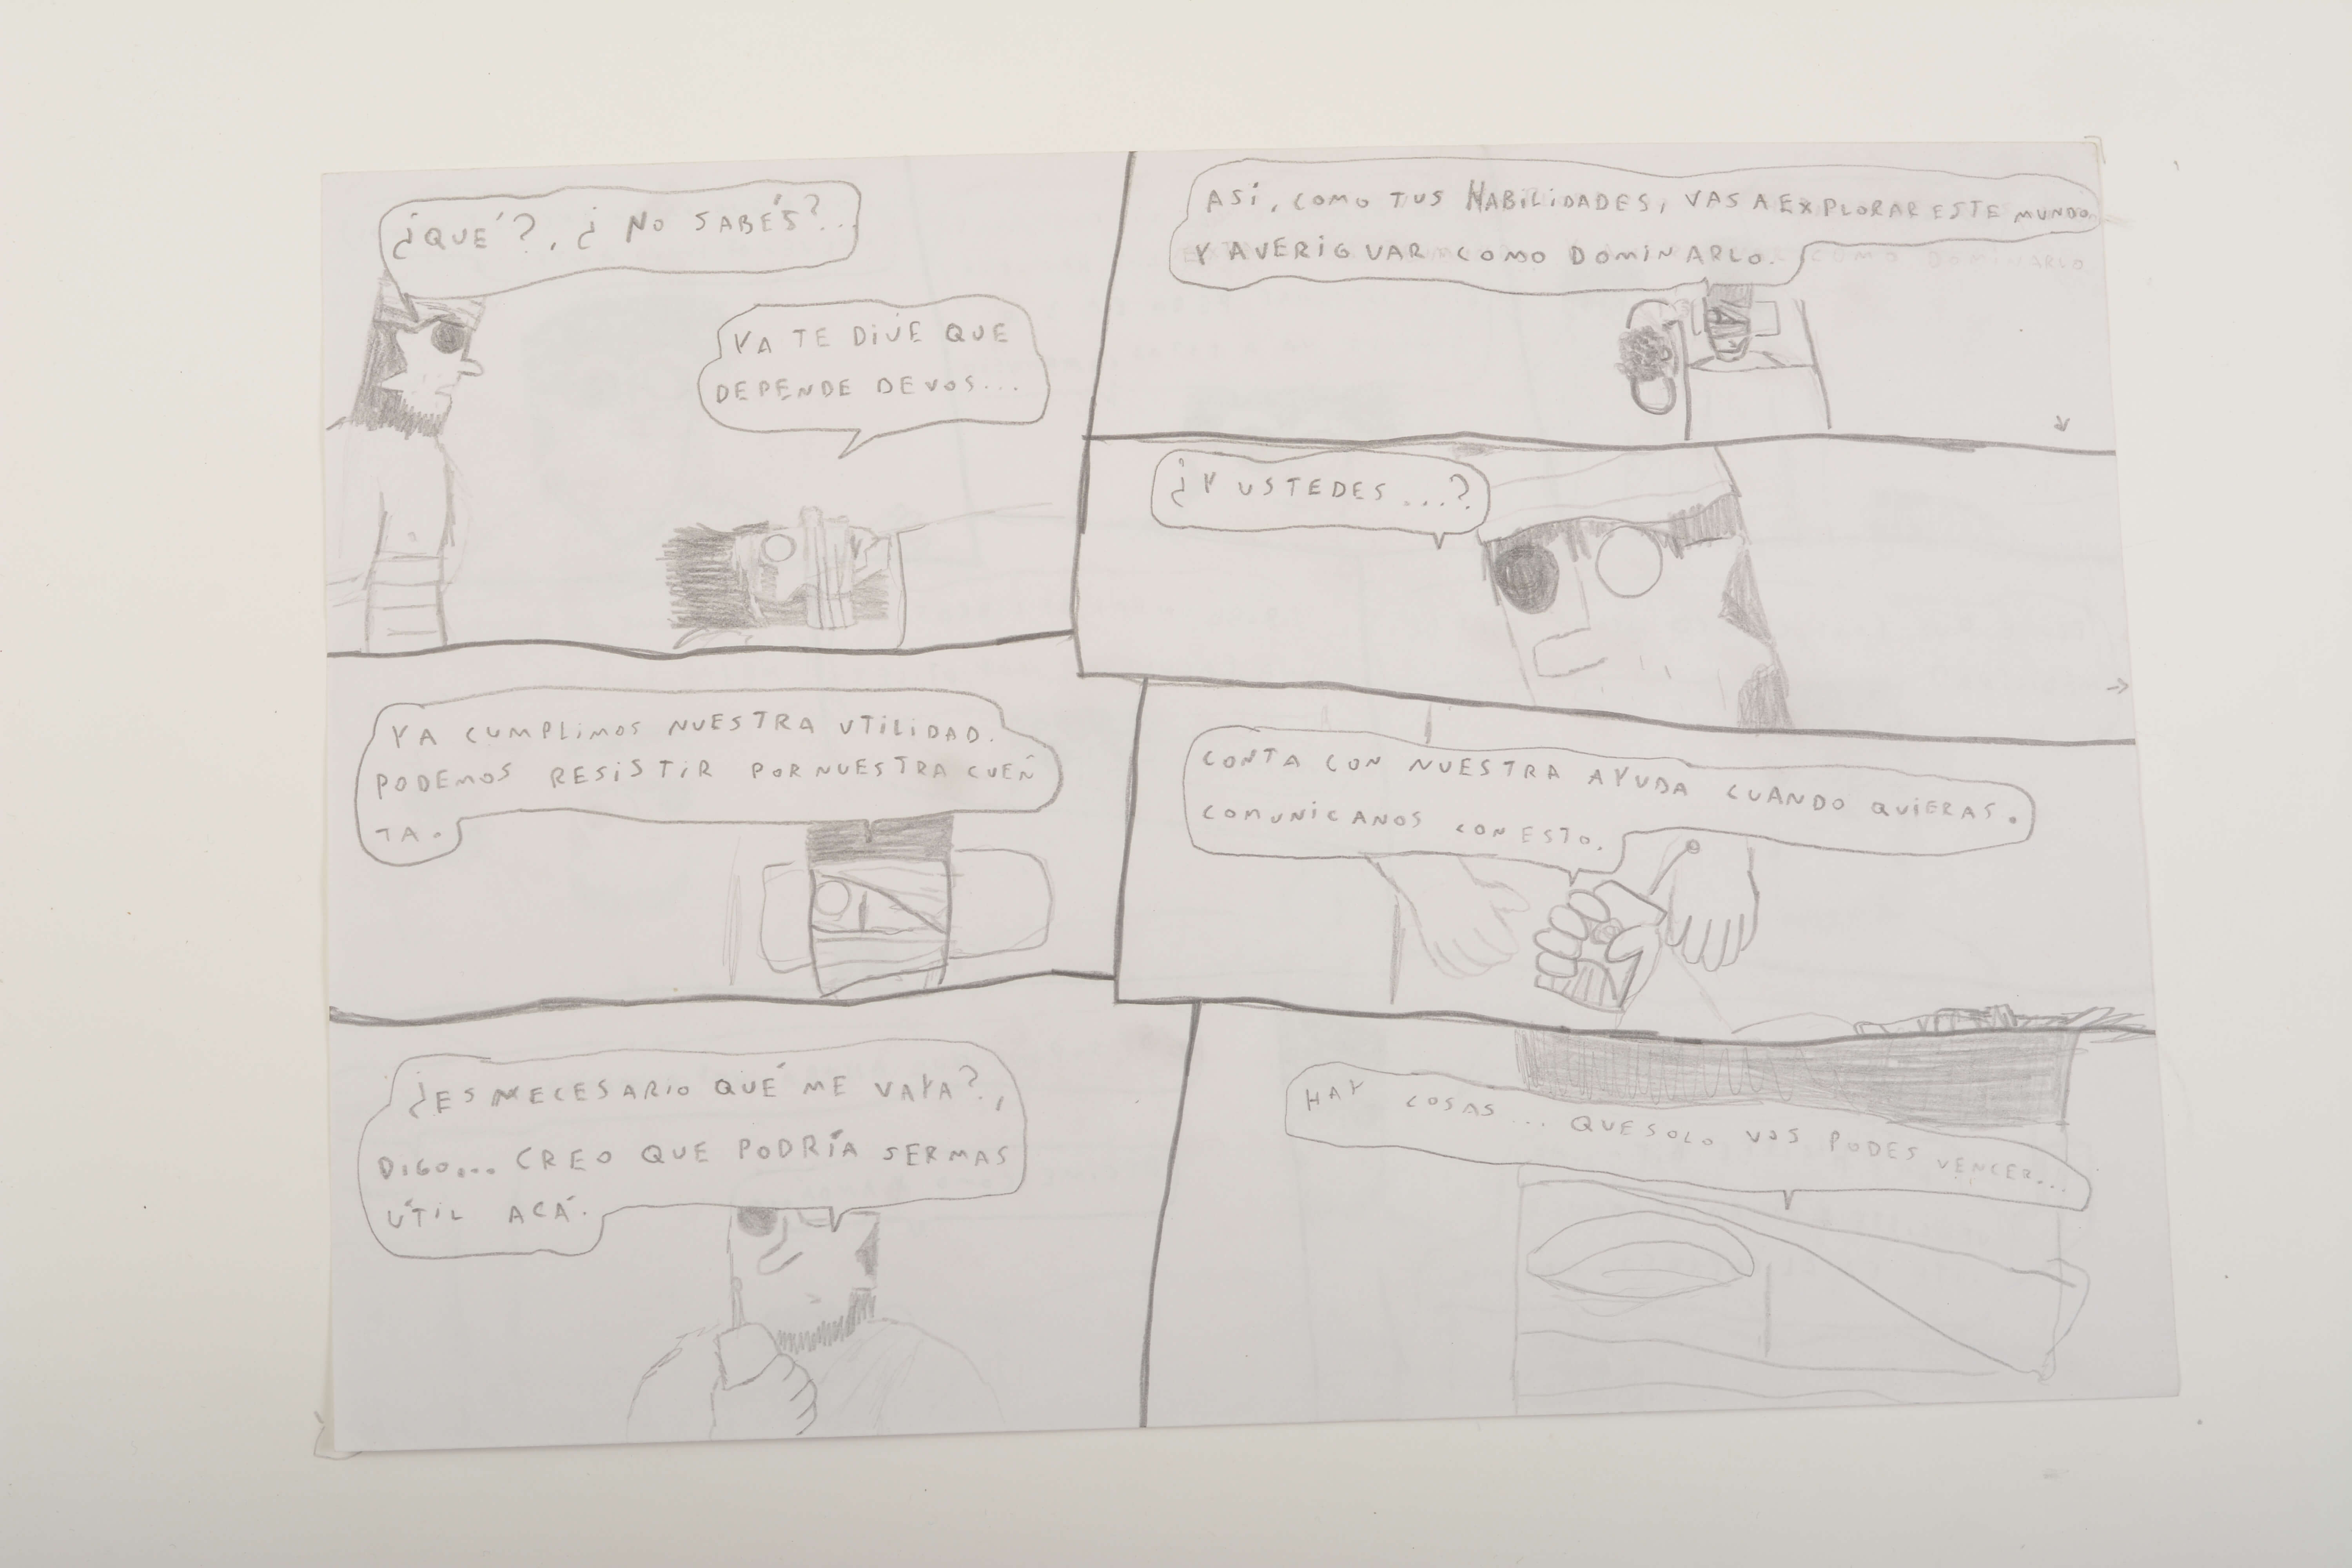 ¿QUÉ?, ¿NO SABÉS?..
YA TE DIJE QUE
DEPENDE DE VOS...
ASÍ, COMO TUS HABILIDADES, VAS A EXPLORAR ESTE MUNDO
Y AVERIGUAR COMO DOMINARLO.
¿Y USTEDES...?
YA CUMPLIMOS NUESTRA UTILIDAD.
PODEMOS RESISTIR POR NUESTRA CUEN
TA.
CONTA CON NUESTRA AYUDA CUANDO QUIERAS.
COMUNICANOS CON ESTO.
¿ES NECESARIO QUÉ ME VAYA?,
DIGO... CREO QUE PODRÍA SER MAS
ÚTIL ACÁ.
HAY COSAS... QUE SOLO VOS PODES VENCER...